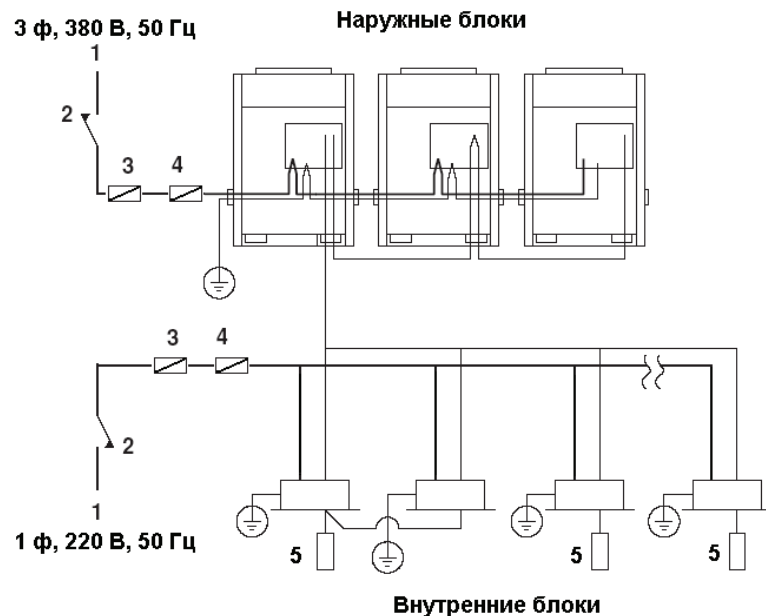 3 ф, 380 В, 50 Гц
Наружные блоки
1
2
3 4
3 4
2
1
1 ф, 220 В, 50 Гц
5 5 5
Внутренние блоки